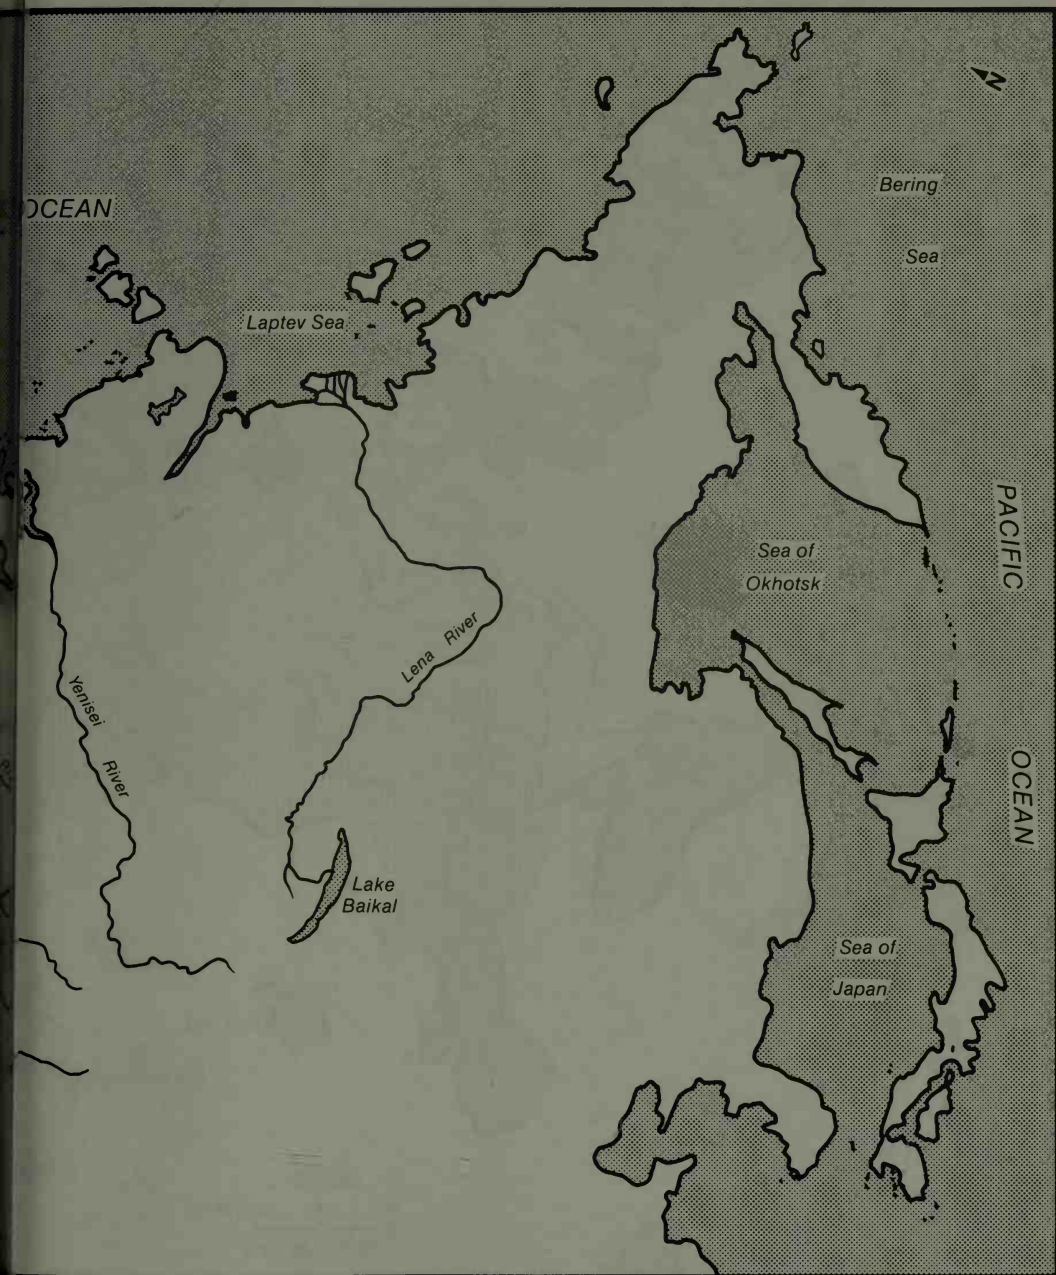 N
Bering
Sea
OCEAN
Laptev Sea
PACIFIC
OCEAN
Sea of
Okhotsk
Lena River
Yenisei
River
Lake
Baikal
Sea of
Japan